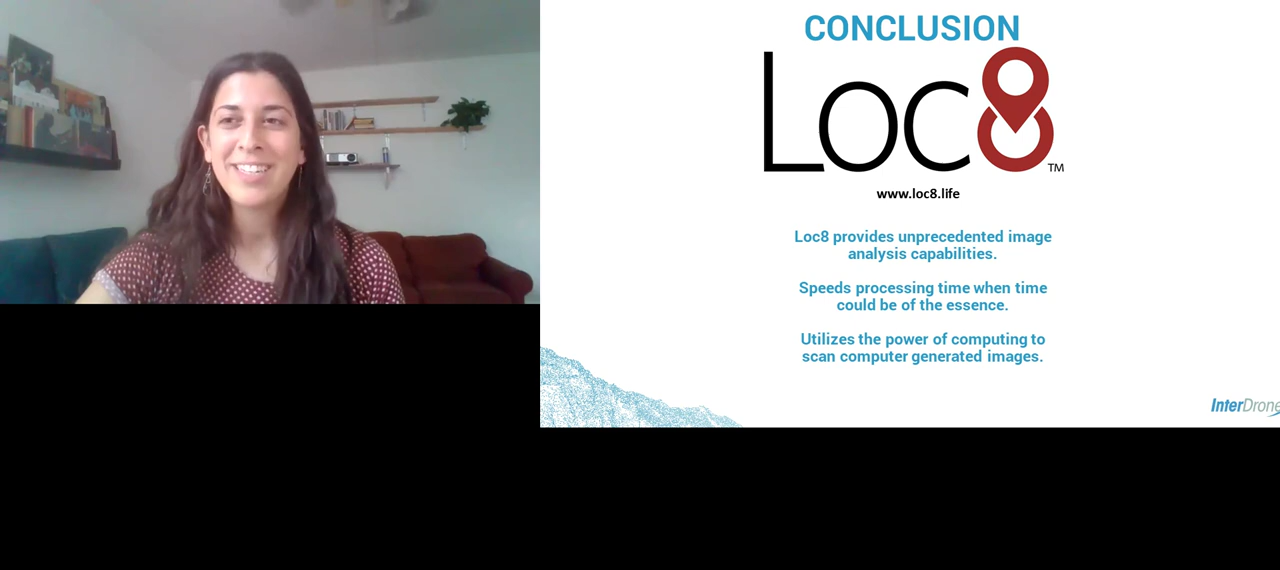 CONCLUSION
Loc8
TM
www.loc8.life
Loc8 provides unprecedented image
analysis capabilities.
Speeds processing time when time
could be of the essence.
Utilizes the power of computing to
scan computer generated images.
InterDrone